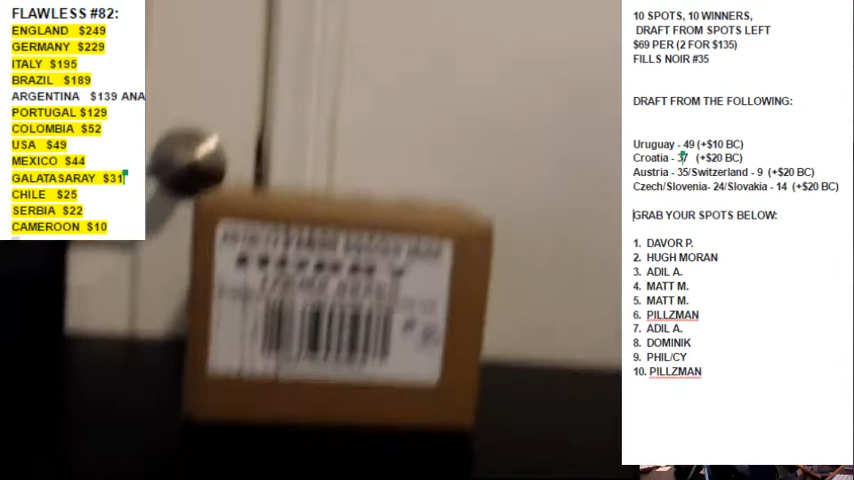 FLAWLESS #82:
ENGLAND $249
GERMANY $229
ITALY $195
BRAZIL $189
ARGENTINA $139 ANA
PORTUGAL $129
COLOMBIA $52
USA $49
MEXICO $44
GALATASARAY $31
CHILE $25
SERBIA $22
CAMEROON $10
10 SPOTS, 10 WINNERS,
DRAFT FROM SPOTS LEFT
$69 PER (2 FOR $135)
FILLS NOIR #35
DRAFT FROM THE FOLLOWING:
Uruguay - 49 (+$10 BC)
Croatia - 37 (+$20 BC)
Austria - 35/Switzerland - 9 (+$20 BC)
Czech/Slovenia- 24/Slovakia - 14 (+$20 BC)
GRAB YOUR SPOTS BELOW:
1. DAVOR P.
2. HUGH MORAN
3. ADIL A.
4. MATT M.
5. MATT M.
6. PILLZMAN
7. ADIL A.
8. DOMINIK
9. PHIL/CY
10. PILLZMAN